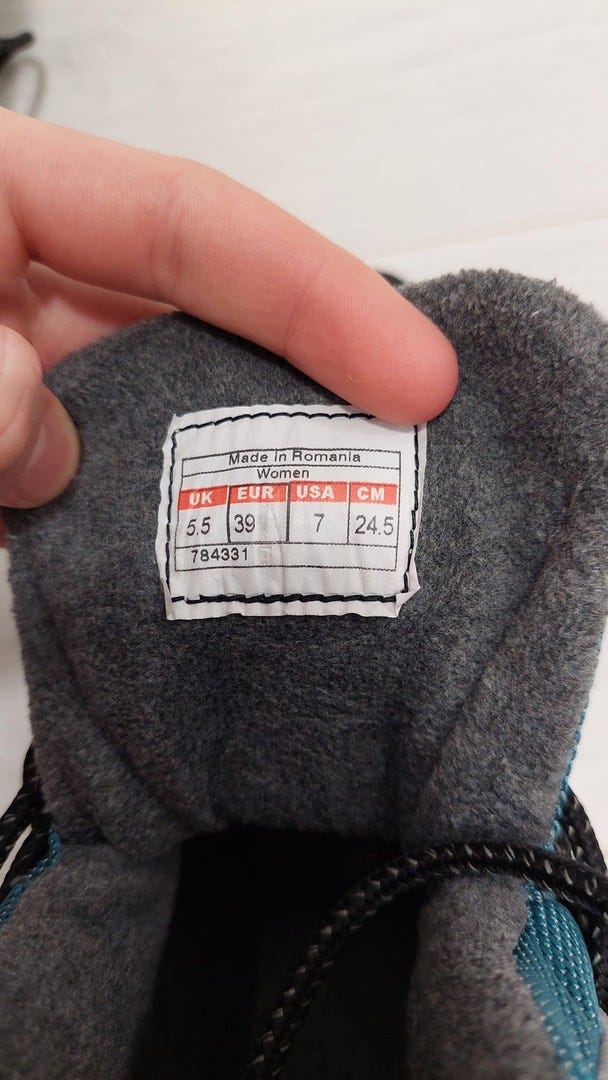 Made in Romania
Women
UK EUR USA CM
5.5 39 7 24.5
784331